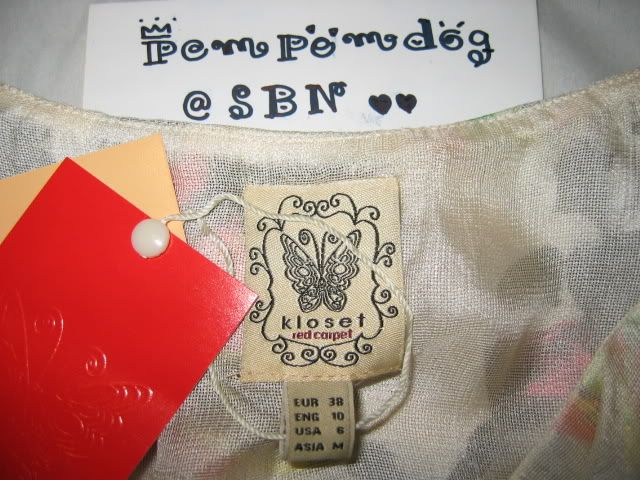 Pompomdog
@ SBN ♥♥
kloset
red carpet
EUR 38
ENG 10
USA 6
ASIA M